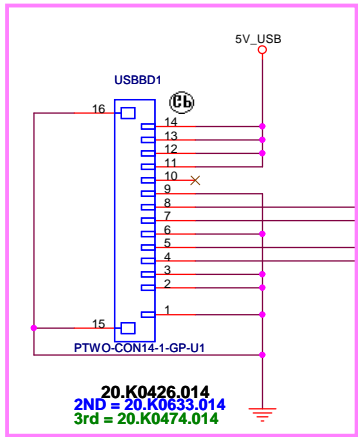 5V_USB
USBBD1
16
14
13
12
11
10
9
8
7
6
5
4
3
2
1
15
PTWO-CON14-1-GP-U1
20.K0426.014
2ND = 20.K0633.014
3rd = 20.K0474.014